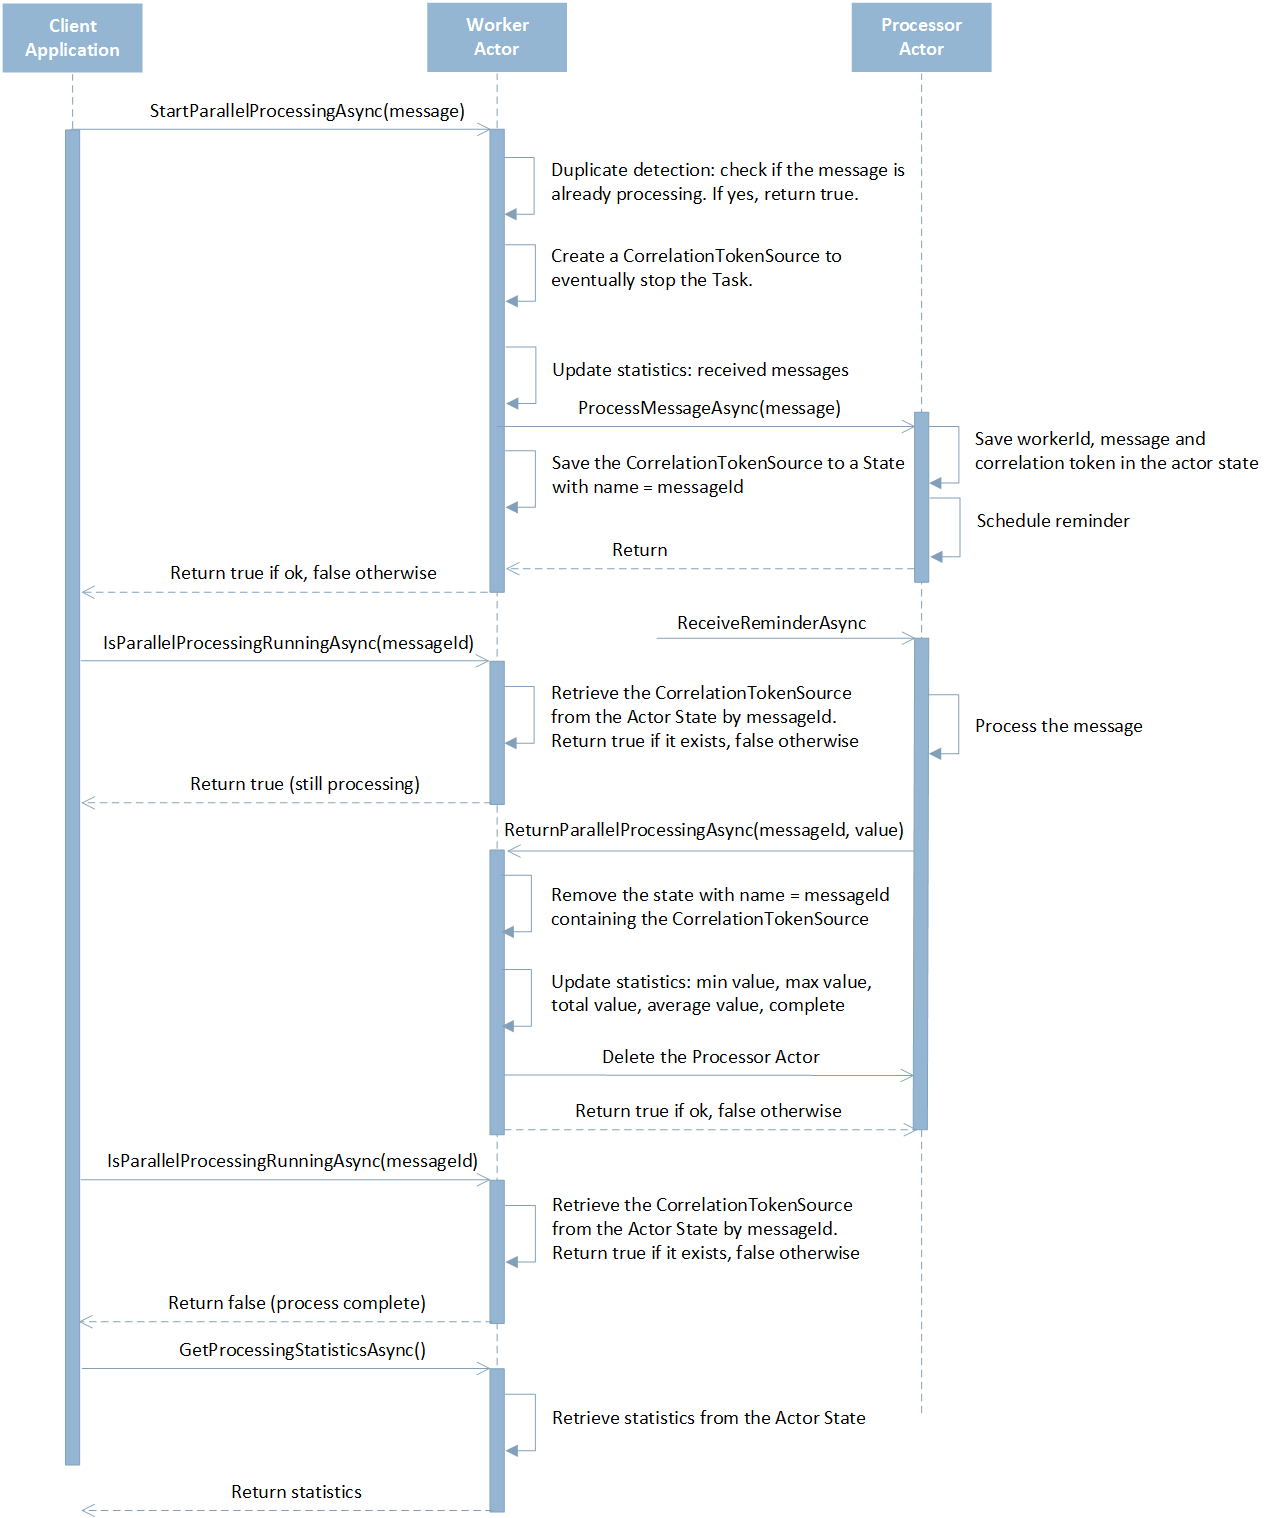 Client
Application
Worker
Actor
Processor
Actor
StartParallelProcessingAsync(message)
Duplicate detection: check if the message is
already processing. If yes, return true.
Create a CorrelationTokenSource to
eventually stop the Task.
Update statistics: received messages
ProcessMessageAsync(message)
Save workerId, message and
correlation token in the actor state
Save the CorrelationTokenSource to a State
with name = messageId
Schedule reminder
Return
Return true if ok, false otherwise
ReceiveReminderAsync
IsParallelProcessingRunningAsync(messageId)
Retrieve the CorrelationTokenSource
from the Actor State by messageId.
Return true if it exists, false otherwise
Process the message
Return true (still processing)
ReturnParallelProcessingAsync(messageId, value)
Remove the state with name = messageId
containing the CorrelationTokenSource
Update statistics: min value, max value,
total value, average value, complete
Delete the Processor Actor
Return true if ok, false otherwise
IsParallelProcessingRunningAsync(messageId)
Retrieve the CorrelationTokenSource
from the Actor State by messageId.
Return true if it exists, false otherwise
Return false (process complete)
GetProcessingStatisticsAsync()
Retrieve statistics from the Actor State
Return statistics